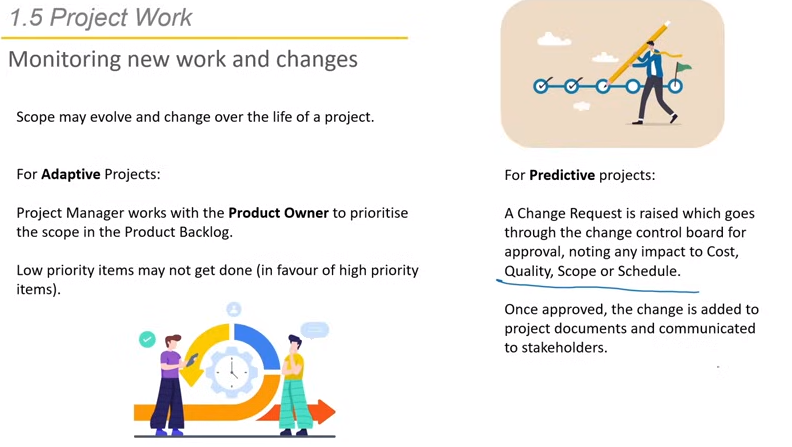 1.5 Project Work
Monitoring new work and changes
Scope may evolve and change over the life of a project.
For Adaptive Projects:
Project Manager works with the Product Owner to prioritise
the scope in the Product Backlog.
Low priority items may not get done (in favour of high priority
items).
For Predictive projects:
A Change Request is raised which goes
through the change control board for
approval, noting any impact to Cost,
Quality, Scope or Schedule.
Once approved, the change is added to
project documents and communicated
to stakeholders.